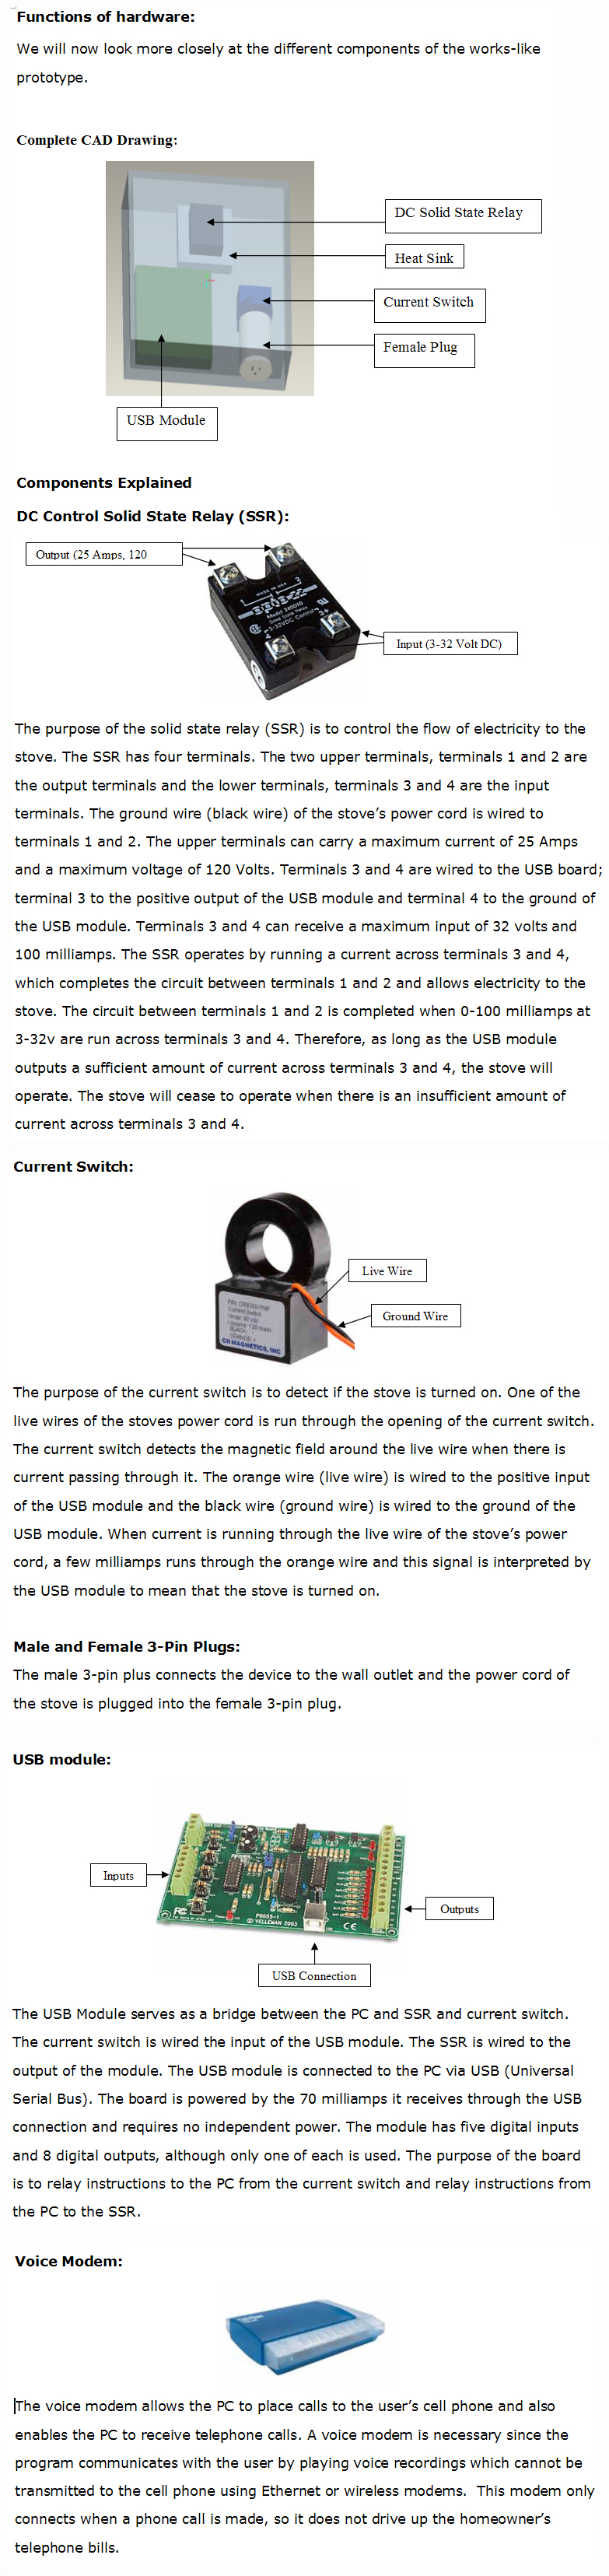 Functions of hardware:
We will now look more closely at the different components of the works-like
prototype.
Complete CAD Drawing:
DC Solid State Relay
Heat Sink
Current Switch
Female Plug
USB Module
Components Explained
DC Control Solid State Relay (SSR):
Output (25 Amps, 120
MADE IN USA
1 2
Solid State Relay
3-32VDC Control
3+
4
Input (3-32 Volt DC)
The purpose of the solid state relay (SSR) is to control the flow of electricity to the
stove. The SSR has four terminals. The two upper terminals, terminals 1 and 2 are
the output terminals and the lower terminals, terminals 3 and 4 are the input
terminals. The ground wire (black wire) of the stove’s power cord is wired to
terminals 1 and 2. The upper terminals can carry a maximum current of 25 Amps
and a maximum voltage of 120 Volts. Terminals 3 and 4 are wired to the USB board;
terminal 3 to the positive output of the USB module and terminal 4 to the ground of
the USB module. Terminals 3 and 4 can receive a maximum input of 32 volts and
100 milliamps. The SSR operates by running a current across terminals 3 and 4,
which completes the circuit between terminals 1 and 2 and allows electricity to the
stove. The circuit between terminals 1 and 2 is completed when 0-100 milliamps at
3-32v are run across terminals 3 and 4. Therefore, as long as the USB module
outputs a sufficient amount of current across terminals 3 and 4, the stove will
operate. The stove will cease to operate when there is an insufficient amount of
current across terminals 3 and 4.
Current Switch:
Live Wire
Ground Wire
Current Switch
CR MAGNETICS, INC.
The purpose of the current switch is to detect if the stove is turned on. One of the
live wires of the stoves power cord is run through the opening of the current switch.
The current switch detects the magnetic field around the live wire when there is
current passing through it. The orange wire (live wire) is wired to the positive input
of the USB module and the black wire (ground wire) is wired to the ground of the
USB module. When current is running through the live wire of the stove’s power
cord, a few milliamps runs through the orange wire and this signal is interpreted by
the USB module to mean that the stove is turned on.
Male and Female 3-Pin Plugs:
The male 3-pin plus connects the device to the wall outlet and the power cord of
the stove is plugged into the female 3-pin plug.
USB module:
Inputs
Outputs
P8055-1
© VELLEMAN 2003
FC
CE
USB Connection
The USB Module serves as a bridge between the PC and SSR and current switch.
The current switch is wired the input of the USB module. The SSR is wired to the
output of the module. The USB module is connected to the PC via USB (Universal
Serial Bus). The board is powered by the 70 milliamps it receives through the USB
connection and requires no independent power. The module has five digital inputs
and 8 digital outputs, although only one of each is used. The purpose of the board
is to relay instructions to the PC from the current switch and relay instructions from
the PC to the SSR.
Voice Modem:
The voice modem allows the PC to place calls to the user’s cell phone and also
enables the PC to receive telephone calls. A voice modem is necessary since the
program communicates with the user by playing voice recordings which cannot be
transmitted to the cell phone using Ethernet or wireless modems.  This modem only
connects when a phone call is made, so it does not drive up the homeowner’s
telephone bills.